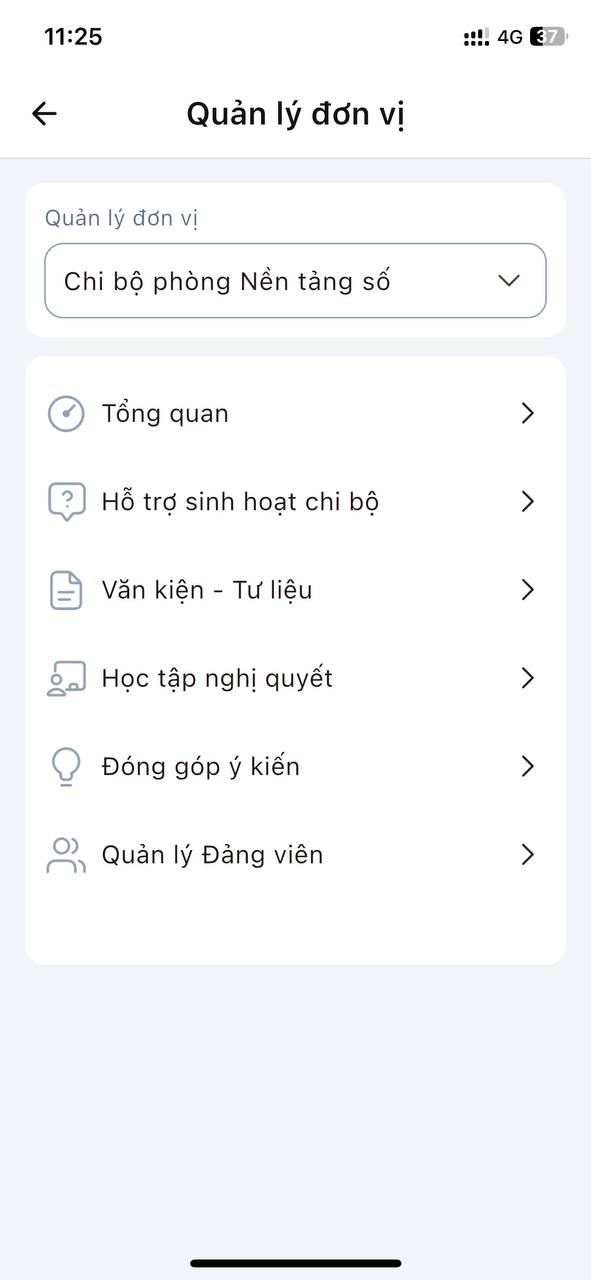 11:25
4G 37
Quản lý đơn vị
Quản lý đơn vị
Chi bộ phòng Nền tảng số
Tổng quan
Hỗ trợ sinh hoạt chi bộ
Văn kiện - Tư liệu
Học tập nghị quyết
Đóng góp ý kiến
Quản lý Đảng viên